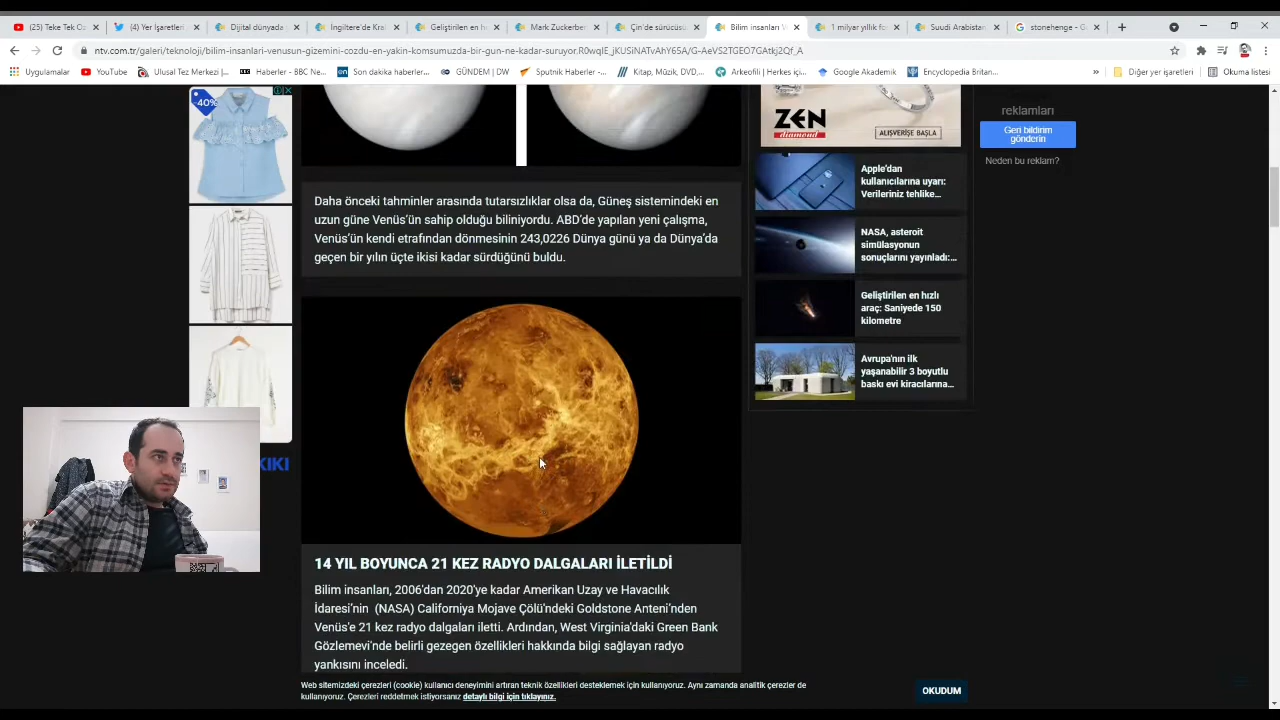 (25) Teke Tek Öz
(4) Yer İşaretleri
Dijital dünyada y
İngiltere'de Kral
Geliştirilen en hı
Mark Zuckerberg
Çin'de sürücüsü
Bilim insanları V
1 milyar yıllık fo
Suudi Arabistan
stonehenge - G
ntv.com.tr/galeri/teknoloji/bilim-insanlari-venusun-gizemini-cozdu-en-yakin-komsumuzda-bir-gun-ne-kadar-suruyor,R0wqIE_jKUSiNATvAhY65A/G-AeVS2TGEO7GAtkj2Qf_A
Uygulamalar
YouTube
Ulusal Tez Merkezi |...
Haberler - BBC Ne...
Son dakika haberler...
GÜNDEM | DW
Sputnik Haberler -...
Kitap, Müzik, DVD,...
Arkeofili | Herkes içi...
Google Akademik
Encyclopedia Britan...
»
Diğer yer işaretleri
Okuma listesi
-40%
ZEN
diamond
ALIŞVERİŞE BAŞLA
reklamları
Geri bildirim
gönderin
Neden bu reklam?
Daha önceki tahminler arasında tutarsızlıklar olsa da, Güneş sistemindeki en
uzun güne Venüs'ün sahip olduğu biliniyordu. ABD'de yapılan yeni çalışma,
Venüs'ün kendi etrafından dönmesinin 243,0226 Dünya günü ya da Dünya'da
geçen bir yılın üçte ikisi kadar sürdüğünü buldu.
Apple'dan
kullanıcılarına uyarı:
Verileriniz tehlike...
NASA, asteroit
simülasyonun
sonuçlarını yayınladı:...
Geliştirilen en hızlı
araç: Saniyede 150
kilometre
Avrupa'nın ilk
yaşanabilir 3 boyutlu
baskı evi kiracılarına...
KIKI
14 YIL BOYUNCA 21 KEZ RADYO DALGALARI İLETİLDİ
Bilim insanları, 2006'dan 2020'ye kadar Amerikan Uzay ve Havacılık
İdaresi'nin (NASA) Californiya Mojave Çölü'ndeki Goldstone Anteni'nden
Venüs'e 21 kez radyo dalgaları iletti. Ardından, West Virginia'daki Green Bank
Gözlemevi'nde belirli gezegen özellikleri hakkında bilgi sağlayan radyo
yankısını inceledi.
Web sitemizdeki çerezleri (cookie) kullanıcı deneyimini artıran teknik özellikleri desteklemek için kullanıyoruz. Aynı zamanda analitik çerezler de
kullanıyoruz. Çerezleri reddetmek istiyorsanız detaylı bilgi için tıklayınız.
OKUDUM